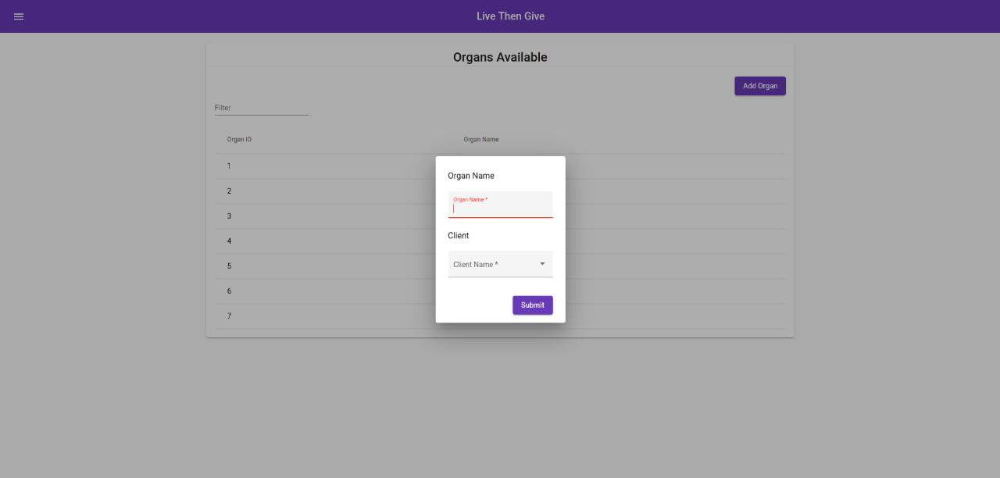 Live Then Give
Organs Available
Add Organ
Filter
Organ ID
Organ Name
1
2
3
4
5
6
7
Organ Name
Organ Name *
Client
Client Name *
Submit